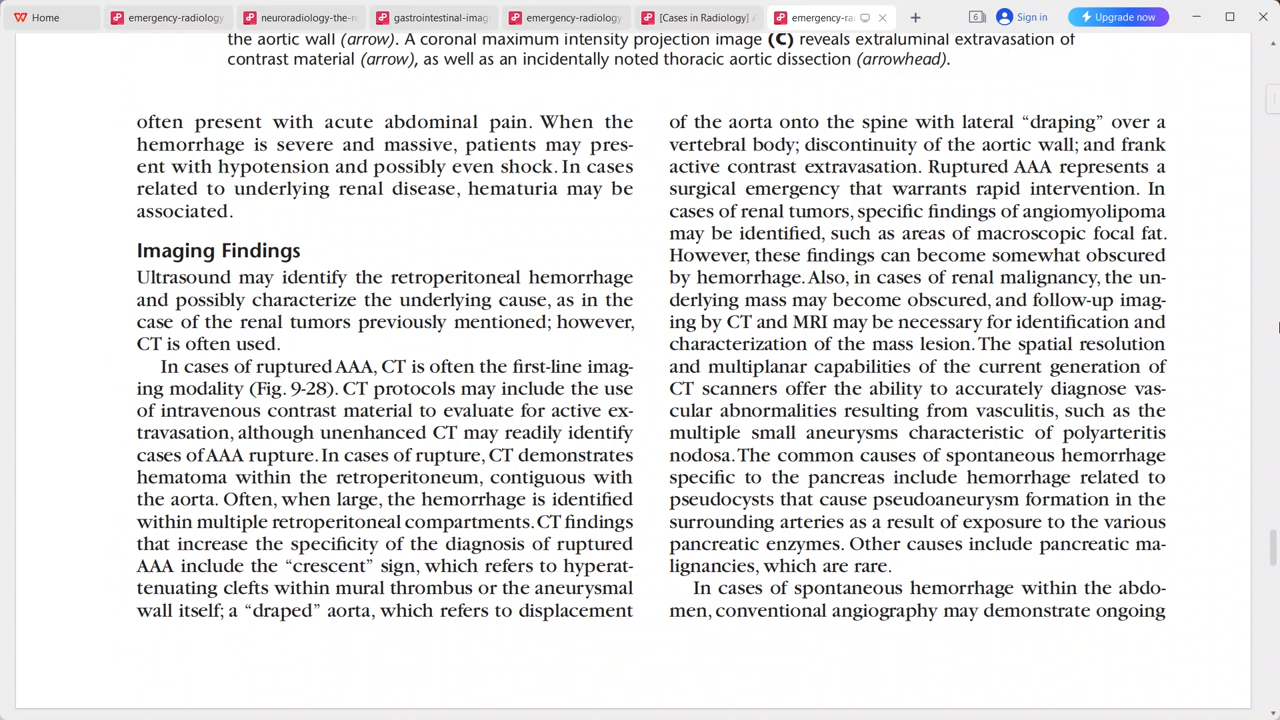 Home
emergency-radiology
neuroradiology-the-r
gastrointestinal-imag
emergency-radiology
[Cases in Radiology]
emergency-ra
6
Sign in
Upgrade now
the aortic wall (arrow). A coronal maximum intensity projection image (C) reveals extraluminal extravasation of
contrast material (arrow), as well as an incidentally noted thoracic aortic dissection (arrowhead).
often present with acute abdominal pain. When the
hemorrhage is severe and massive, patients may pres-
ent with hypotension and possibly even shock. In cases
related to underlying renal disease, hematuria may be
associated.
Imaging Findings
Ultrasound may identify the retroperitoneal hemorrhage
and possibly characterize the underlying cause, as in the
case of the renal tumors previously mentioned; however,
CT is often used.
In cases of ruptured AAA, CT is often the first-line imag-
ing modality (Fig. 9-28). CT protocols may include the use
of intravenous contrast material to evaluate for active ex-
travasation, although unenhanced CT may readily identify
cases of AAA rupture. In cases of rupture, CT demonstrates
hematoma within the retroperitoneum, contiguous with
the aorta. Often, when large, the hemorrhage is identified
within multiple retroperitoneal compartments. CT findings
that increase the specificity of the diagnosis of ruptured
AAA include the “crescent” sign, which refers to hyperat-
tenuating clefts within mural thrombus or the aneurysmal
wall itself; a “draped” aorta, which refers to displacement
of the aorta onto the spine with lateral “draping” over a
vertebral body; discontinuity of the aortic wall; and frank
active contrast extravasation. Ruptured AAA represents a
surgical emergency that warrants rapid intervention. In
cases of renal tumors, specific findings of angiomyolipoma
may be identified, such as areas of macroscopic focal fat.
However, these findings can become somewhat obscured
by hemorrhage. Also, in cases of renal malignancy, the un-
derlying mass may become obscured, and follow-up imag-
ing by CT and MRI may be necessary for identification and
characterization of the mass lesion. The spatial resolution
and multiplanar capabilities of the current generation of
CT scanners offer the ability to accurately diagnose vas-
cular abnormalities resulting from vasculitis, such as the
multiple small aneurysms characteristic of polyarteritis
nodosa. The common causes of spontaneous hemorrhage
specific to the pancreas include hemorrhage related to
pseudocysts that cause pseudoaneurysm formation in the
surrounding arteries as a result of exposure to the various
pancreatic enzymes. Other causes include pancreatic ma-
lignancies, which are rare.
In cases of spontaneous hemorrhage within the abdo-
men, conventional angiography may demonstrate ongoing